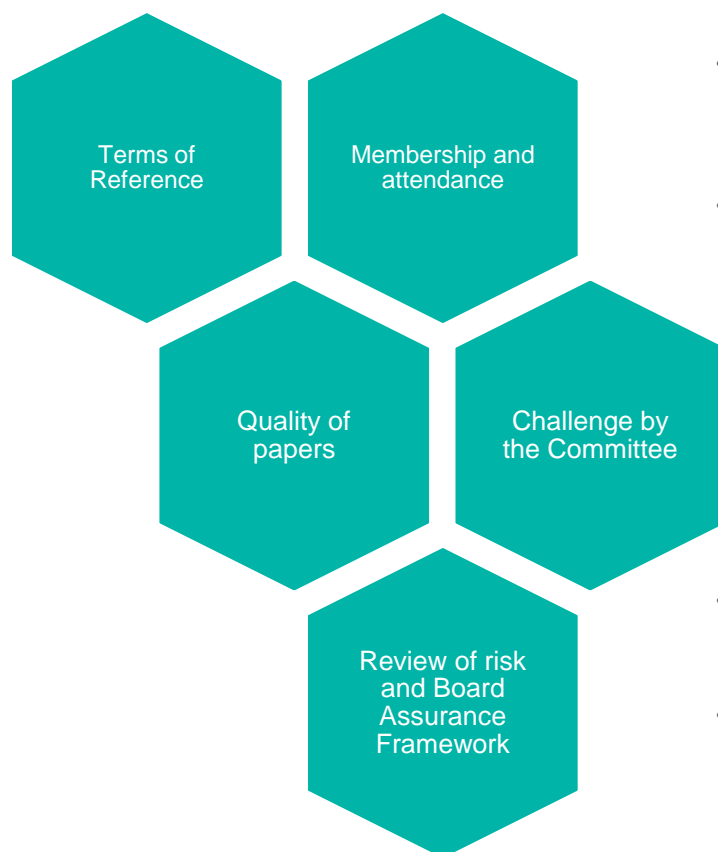 Terms of
Reference
Membership and
attendance
Quality of
papers
Challenge by
the Committee
Review of risk
and Board
Assurance
Framework